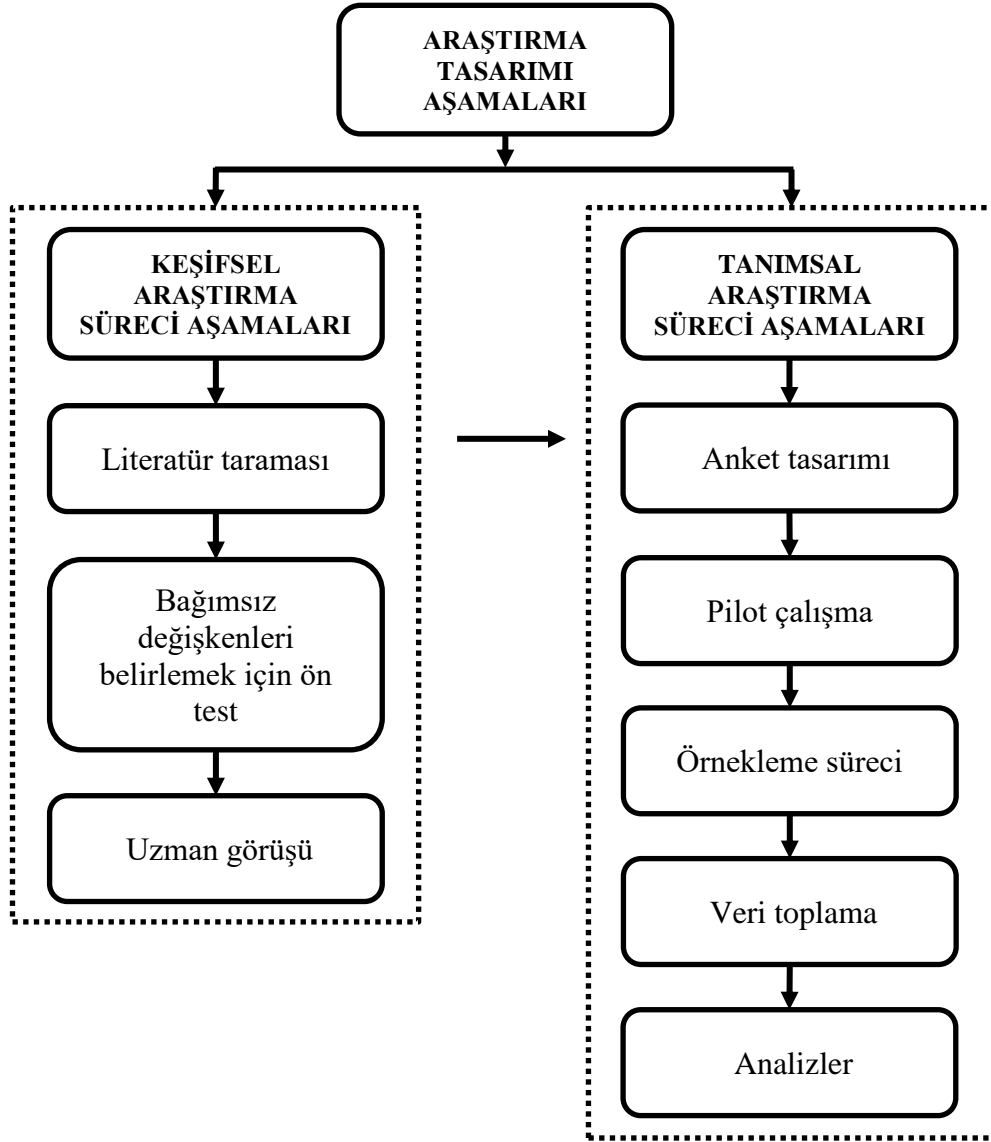 ARAŞTIRMA
TASARIMI
AŞAMALARI
KEŞİFSEL
ARAŞTIRMA
SÜRECİ AŞAMALARI
Literatür taraması
Bağımsız
değişkenleri
belirlemek için ön
test
Uzman görüşü
TANIMSAL
ARAŞTIRMA
SÜRECİ AŞAMALARI
Anket tasarımı
Pilot çalışma
Örnekleme süreci
Veri toplama
Analizler